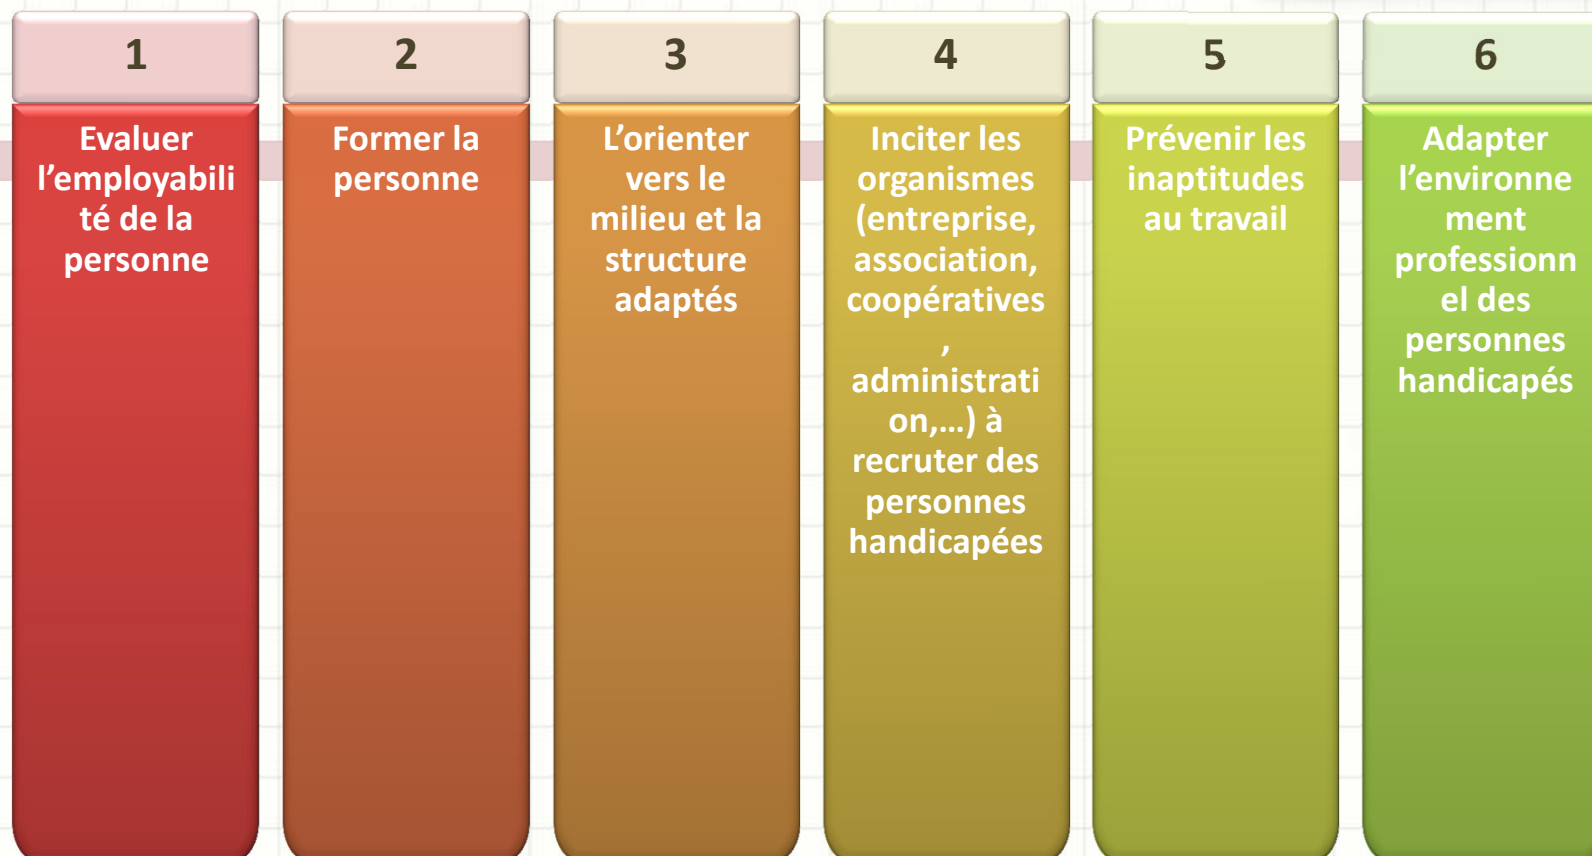 1
Evaluer
l’employabili
té de la
personne
2
Former la
personne
3
L’orienter
vers le
milieu et la
structure
adaptés
4
Inciter les
organismes
(entreprise,
association,
coopératives
,
administrati
on,...) à
recruter des
personnes
handicapées
5
Prévenir les
inaptitudes
au travail
6
Adapter
l’environne
ment
professionn
el des
personnes
handicapés